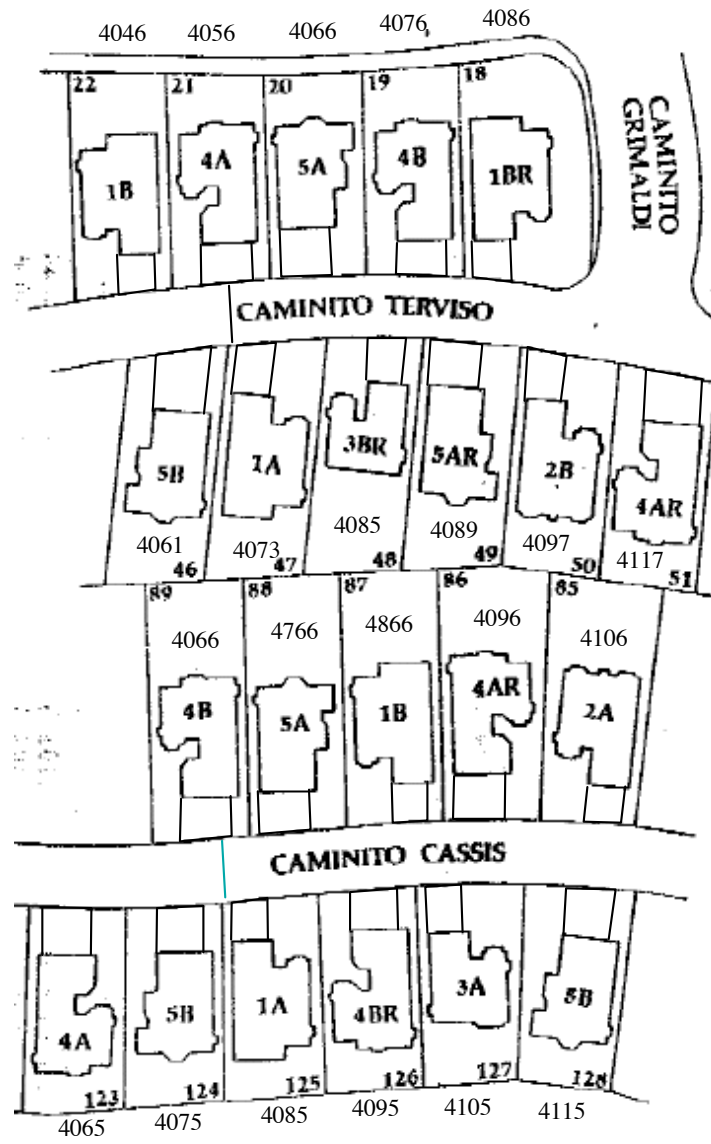 4046 4056 4066 4076 4086
22 21 20 19 18
1B 4A 5A 4B 1BR
CAMINITO
GRIMALDI
CAMINITO TERVISO
5B 1A 3BR 5AR 2B 4AR
4061 4073 4085 4089 4097 4117
46 47 48 49 50 51
89 88 87 86 85
4066 4766 4866 4096 4106
4B 5A 1B 4AR 2A
CAMINITO CASSIS
4A 5B 1A 4BR 3A 5B
123 124 125 126 127 128
4065 4075 4085 4095 4105 4115